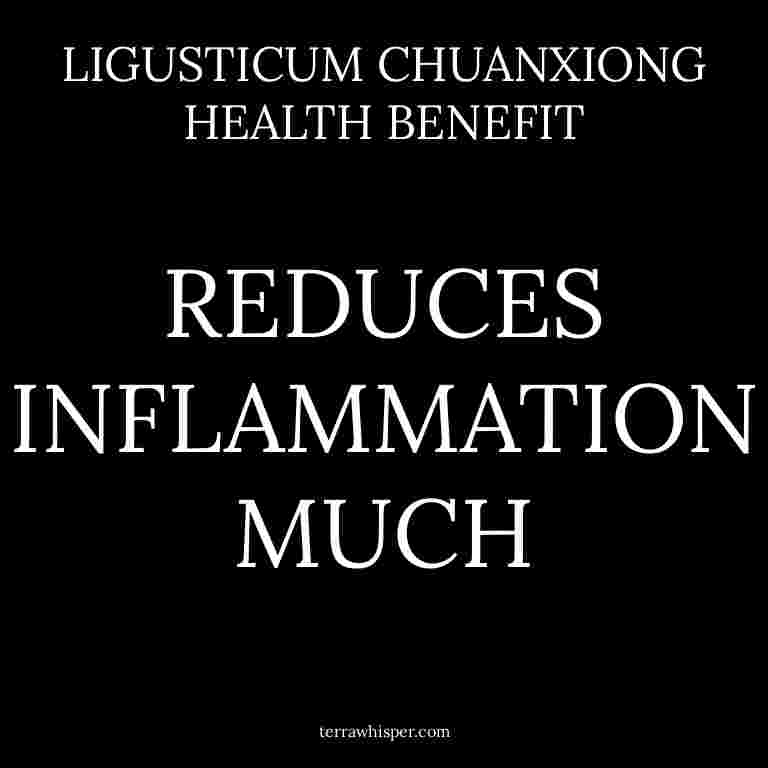 LIGUSTICUM CHUANXIONG
HEALTH BENEFIT
REDUCES
INFLAMMATION
MUCH
terrawhisper.com